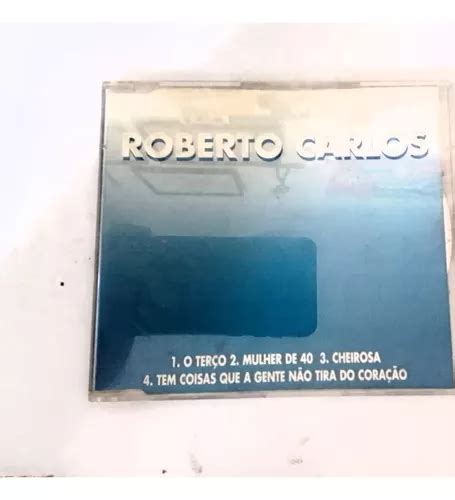 ROBERTO CARLOS
1. O TERÇO 2. MULHER DE 40 3. CHEIROSA
4. TEM COISAS QUE A GENTE NÃO TIRA DO CORAÇÃO